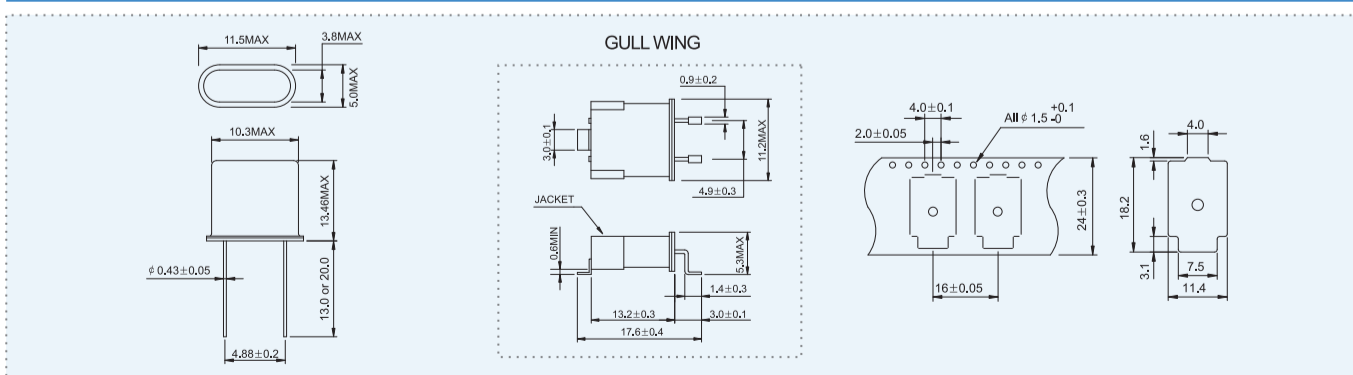 11.5MAX
3.8MAX
5.0MAX
10.3MAX
13.46MAX
ϕ 0.43±0.05
13.0 or 20.0
4.88±0.2
GULL WING
0.9±0.2
3.0±0.1
11.2MAX
4.9±0.3
JACKET
0.6MIN
5.3MAX
1.4±0.3
13.2±0.3
3.0±0.1
17.6±0.4
4.0±0.1
2.0±0.05
All ϕ 1.5 +0.1 -0
24±0.3
16±0.05
4.0
1.6
18.2
3.1
7.5
11.4